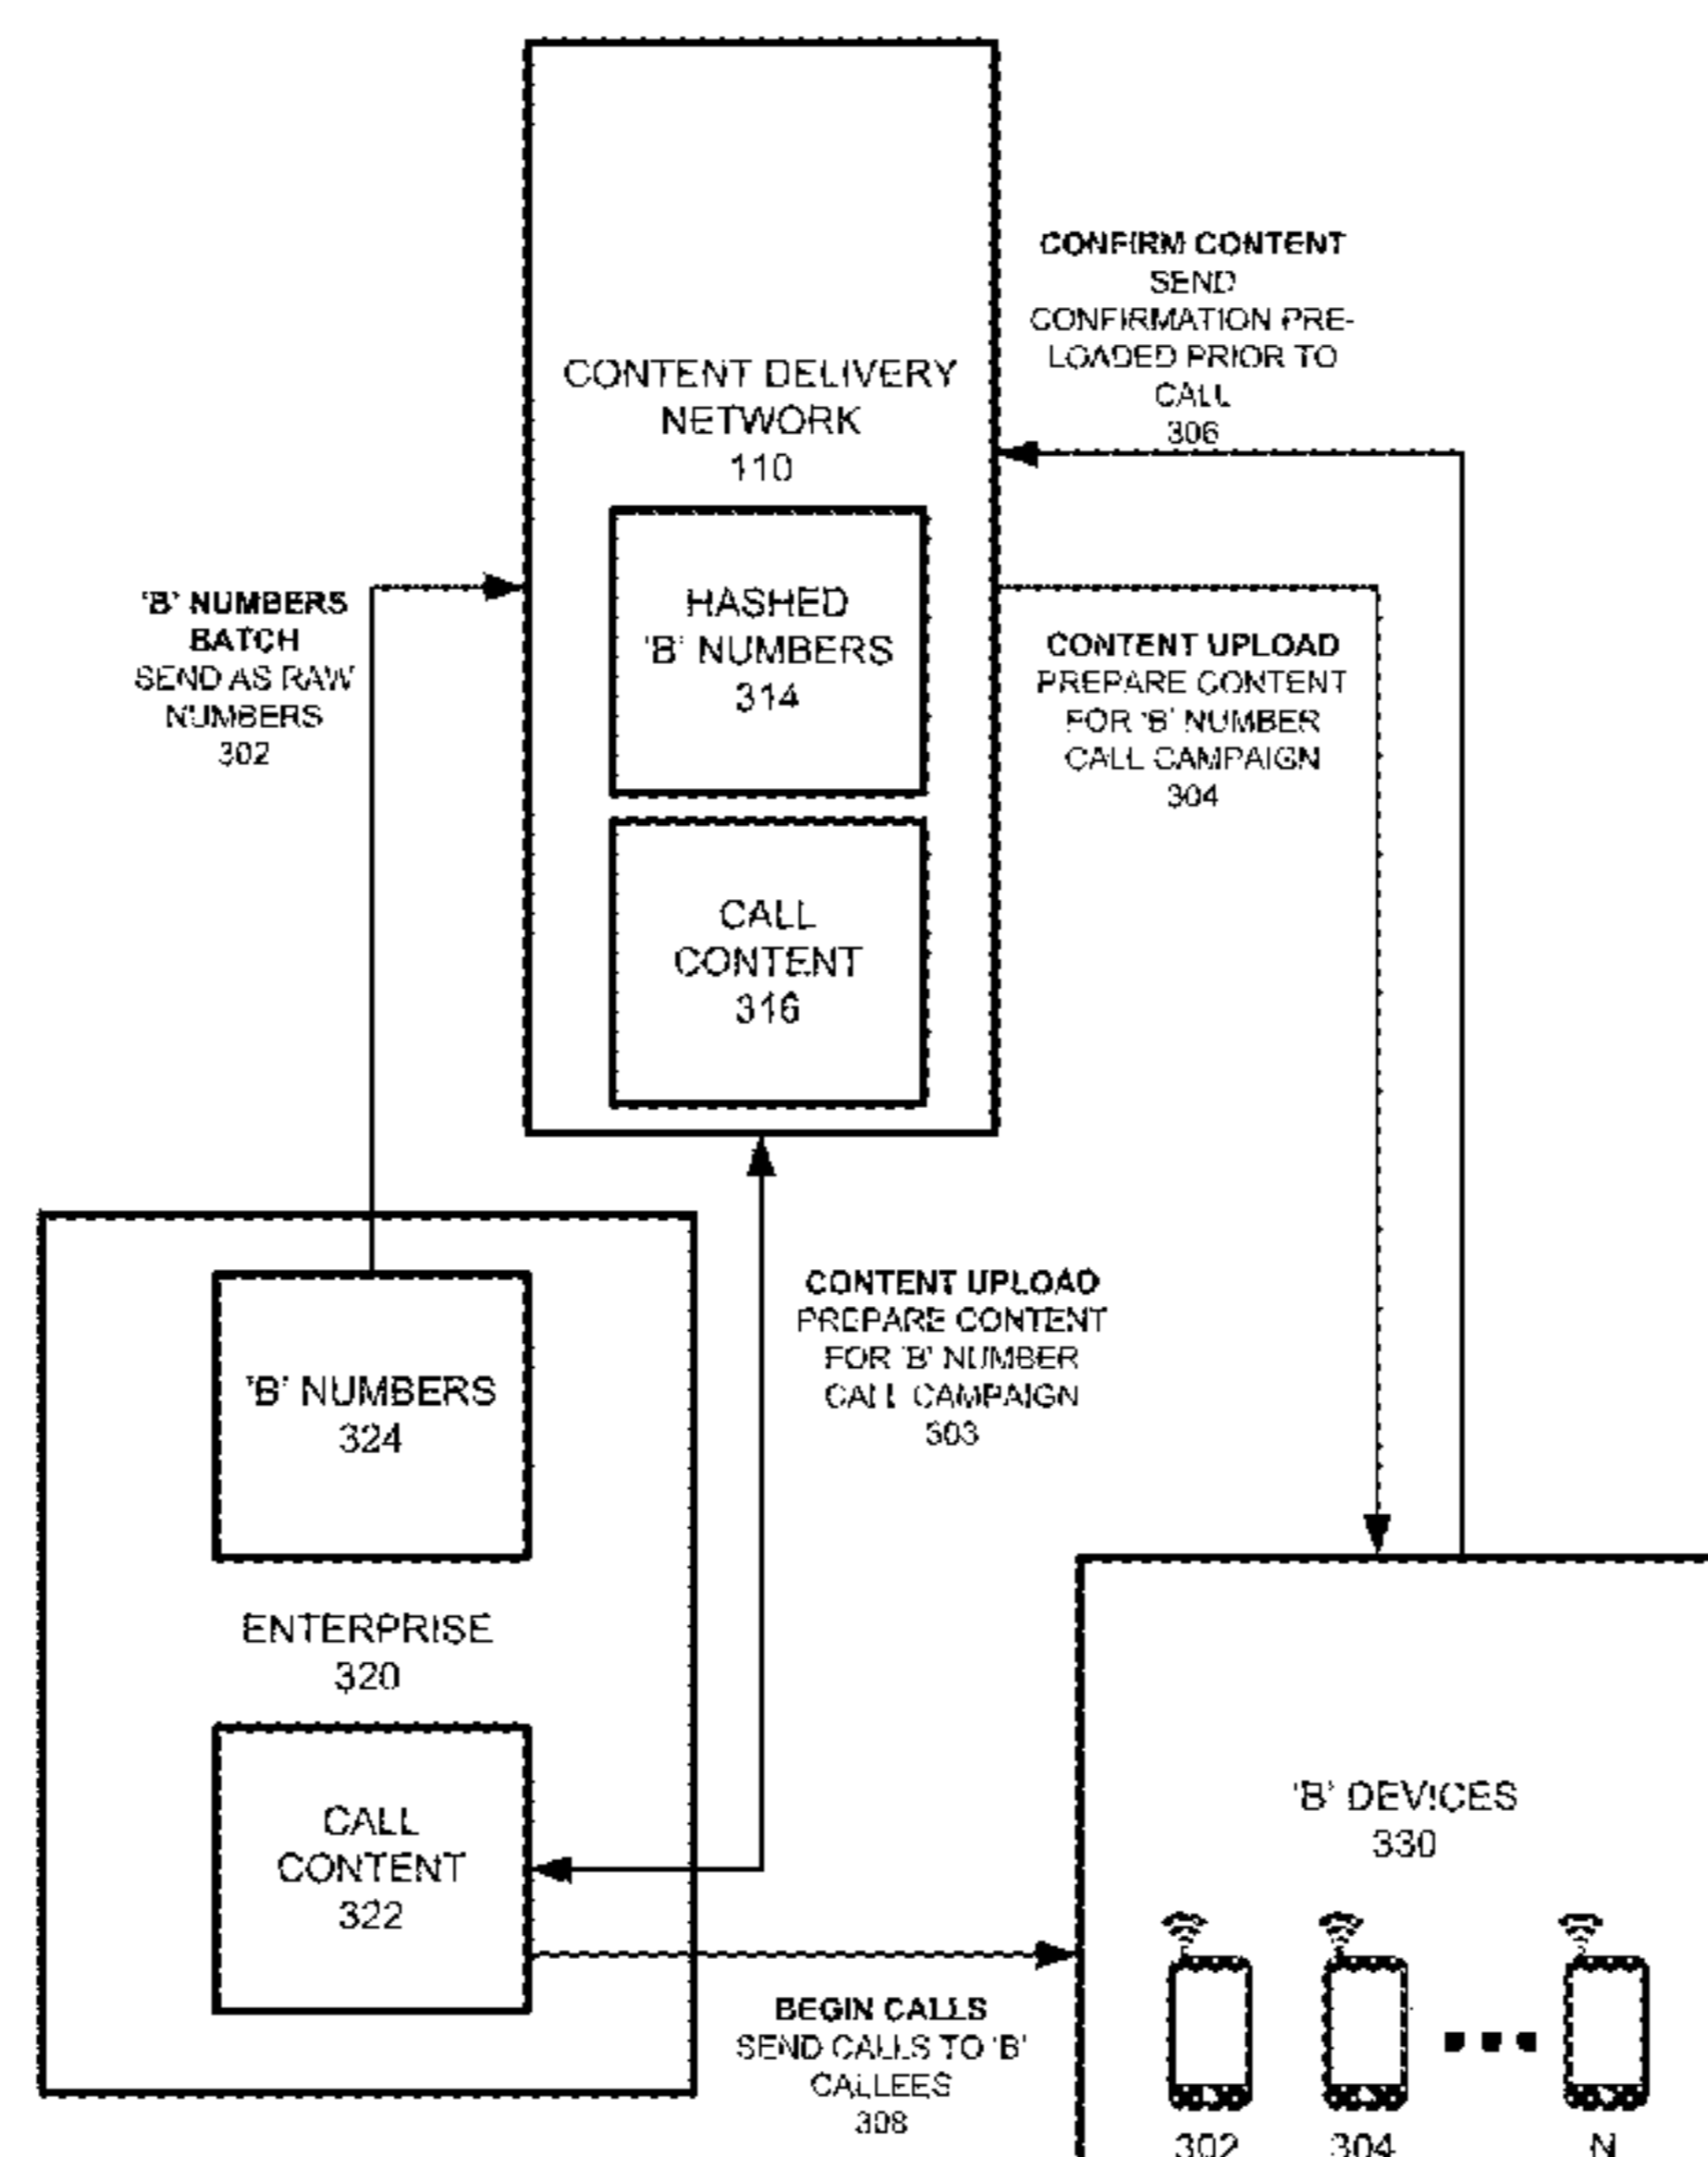 CONTENT DELIVERY
NETWORK
110
HASHED
'B' NUMBERS
314
CALL
CONTENT
316
CONFIRM CONTENT
SEND
CONFIRMATION PRE-
LOADED PRIOR TO
CALL
306
'B' NUMBERS
BATCH
SEND AS RAW
NUMBERS
302
CONTENT UPLOAD
PREPARE CONTENT
FOR 'B' NUMBER
CALL CAMPAIGN
304
CONTENT UPLOAD
PREPARE CONTENT
FOR 'B' NUMBER
CALL CAMPAIGN
303
'B' NUMBERS
324
ENTERPRISE
320
CALL
CONTENT
322
'B' DEVICES
330
BEGIN CALLS
SEND CALLS TO 'B'
CALLEES
308
302 304 N